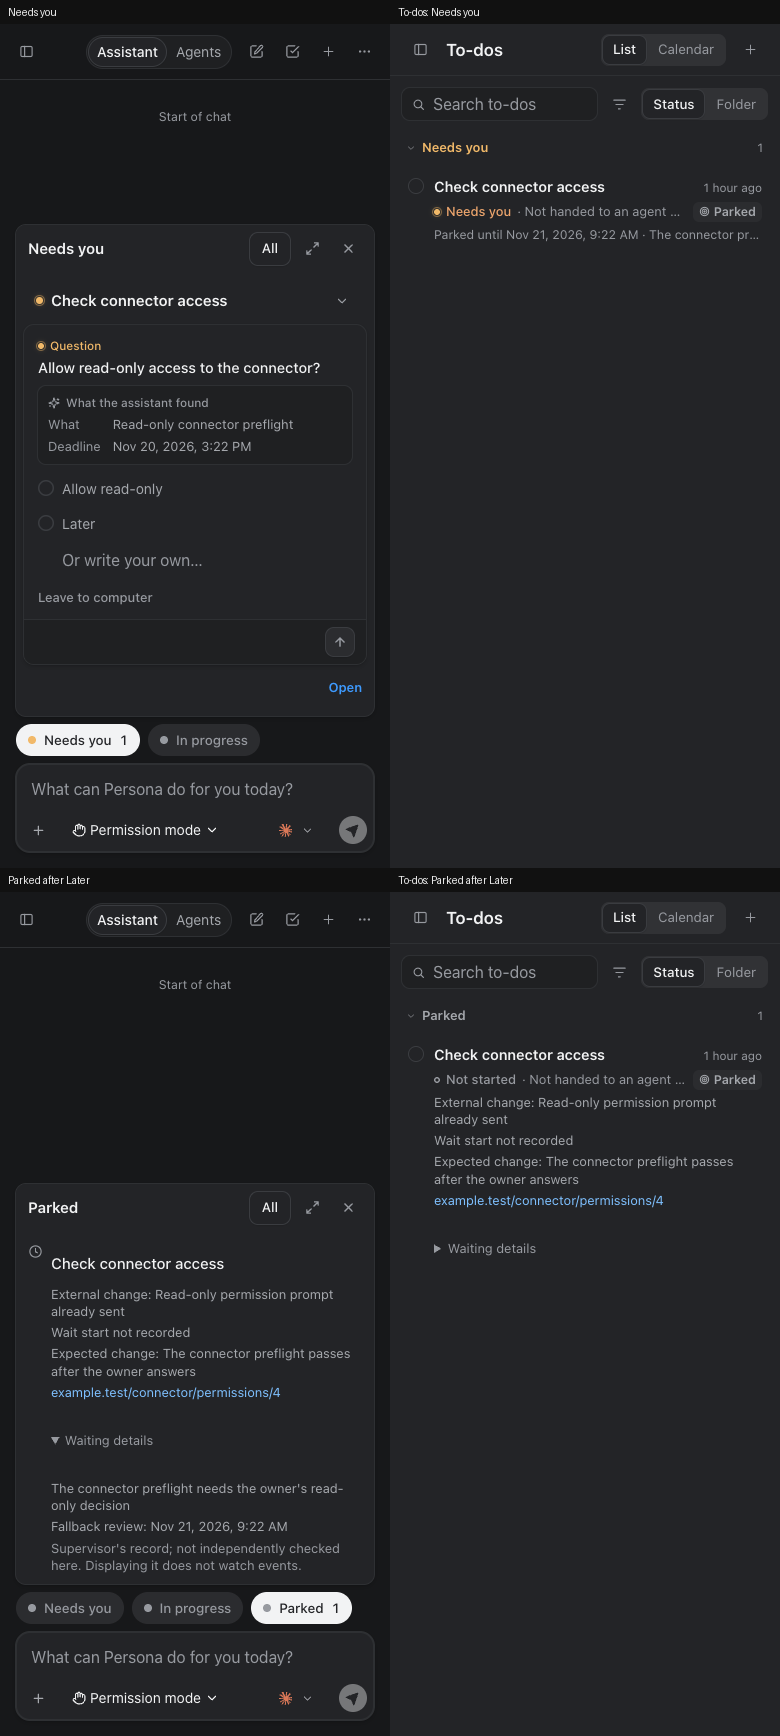 Needs you
Assistant
Agents
Start of chat
Needs you
All
Check connector access
Question
Allow read-only access to the connector?
What the assistant found
What Read-only connector preflight
Deadline Nov 20, 2026, 3:22 PM
Allow read-only
Later
Or write your own...
Leave to computer
Open
Needs you 1
In progress
What can Persona do for you today?
Permission mode
To-dos: Needs you
To-dos
List
Calendar
Search to-dos
Status
Folder
Needs you 1
Check connector access 1 hour ago
Needs you · Not handed to an agent ... Parked
Parked until Nov 21, 2026, 9:22 AM · The connector pr...
Parked after Later
Assistant
Agents
Start of chat
Parked
All
Check connector access
External change: Read-only permission prompt
already sent
Wait start not recorded
Expected change: The connector preflight passes
after the owner answers
example.test/connector/permissions/4
Waiting details
The connector preflight needs the owner's read-
only decision
Fallback review: Nov 21, 2026, 9:22 AM
Supervisor's record; not independently checked
here. Displaying it does not watch events.
Needs you
In progress
Parked 1
What can Persona do for you today?
Permission mode
To-dos: Parked after Later
To-dos
List
Calendar
Search to-dos
Status
Folder
Parked 1
Check connector access 1 hour ago
Not started · Not handed to an agent ... Parked
External change: Read-only permission prompt
already sent
Wait start not recorded
Expected change: The connector preflight passes
after the owner answers
example.test/connector/permissions/4
Waiting details